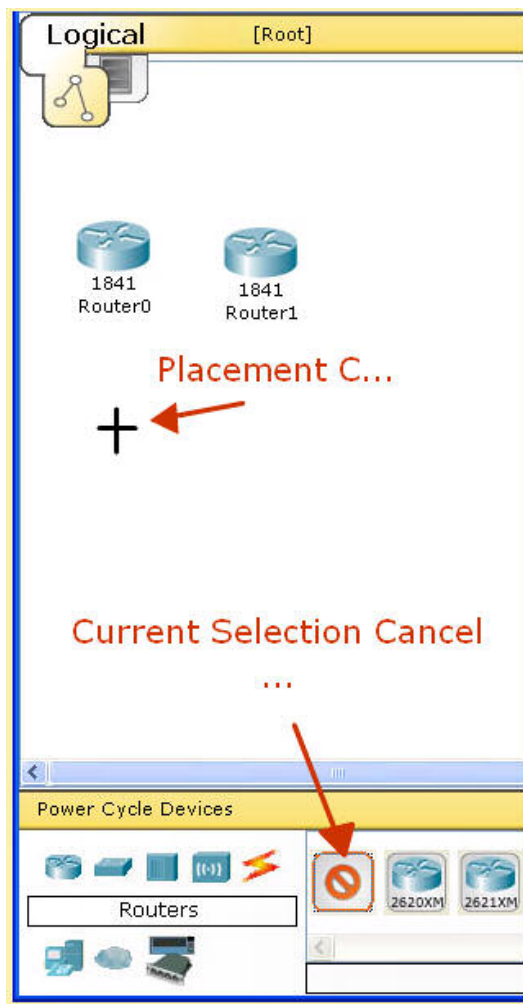 Logical [Root]
1841
Router0
1841
Router1
Placement C...
Current Selection Cancel
...
Power Cycle Devices
Routers
2620XM 2621XM